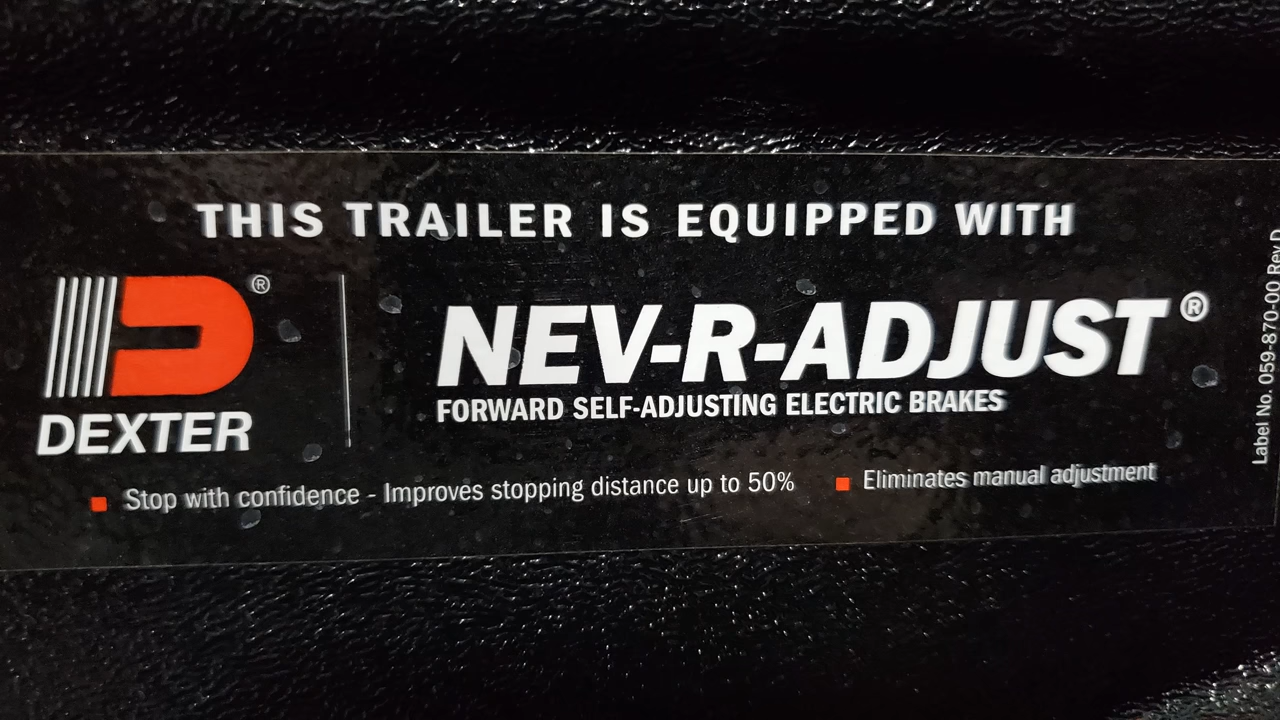 THIS TRAILER IS EQUIPPED WITH
DEXTER
®
NEV-R-ADJUST®
FORWARD SELF-ADJUSTING ELECTRIC BRAKES
Stop with confidence - Improves stopping distance up to 50%
Eliminates manual adjustment
Label No. 059-870-00 Rev D